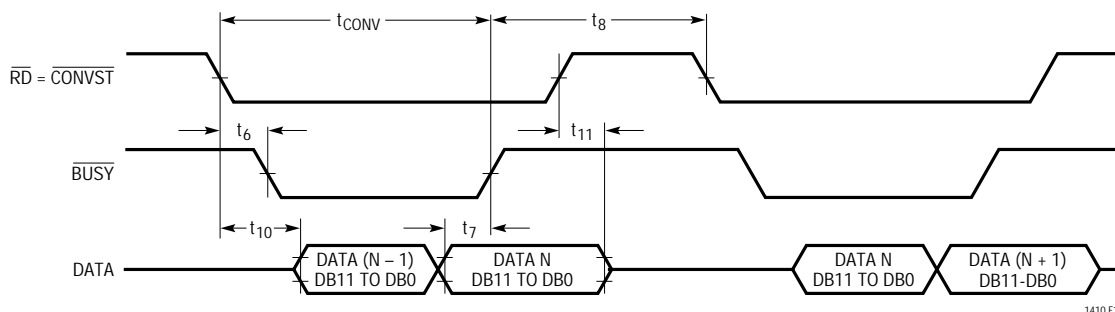 tCONV
t8
RD = CONVST
t6
t11
BUSY
t10
t7
DATA
DATA (N – 1)
DB11 TO DB0
DATA N
DB11 TO DB0
DATA N
DB11 TO DB0
DATA (N + 1)
DB11-DB0